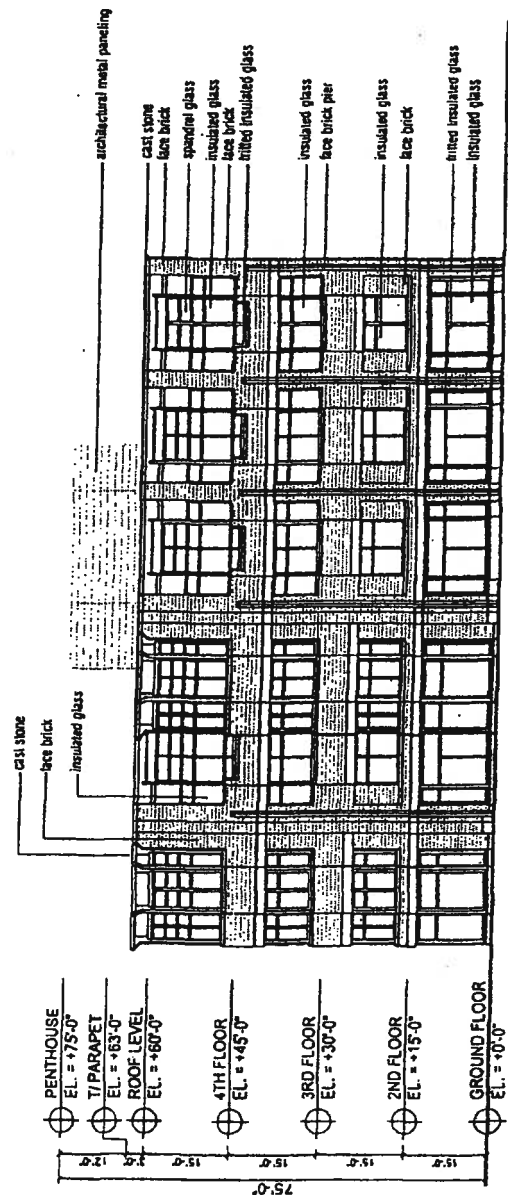 75'-0"
12'-0"
3'-0"
15'-0"
15'-0"
15'-0"
15'-0"
PENTHOUSE
EL. = +75'-0"
T/ PARAPET
EL. = +63'-0"
ROOF LEVEL
EL. = +60'-0"
4TH FLOOR
EL. = +45'-0"
3RD FLOOR
EL. = +30'-0"
2ND FLOOR
EL. = +15'-0"
GROUND FLOOR
EL. = +0'-0"
cast stone
face brick
insulated glass
architectural metal paneling
cast stone
face brick
spandrel glass
insulated glass
face brick
fritted insulated glass
insulated glass
face brick pier
insulated glass
face brick
fritted insulated glass
insulated glass